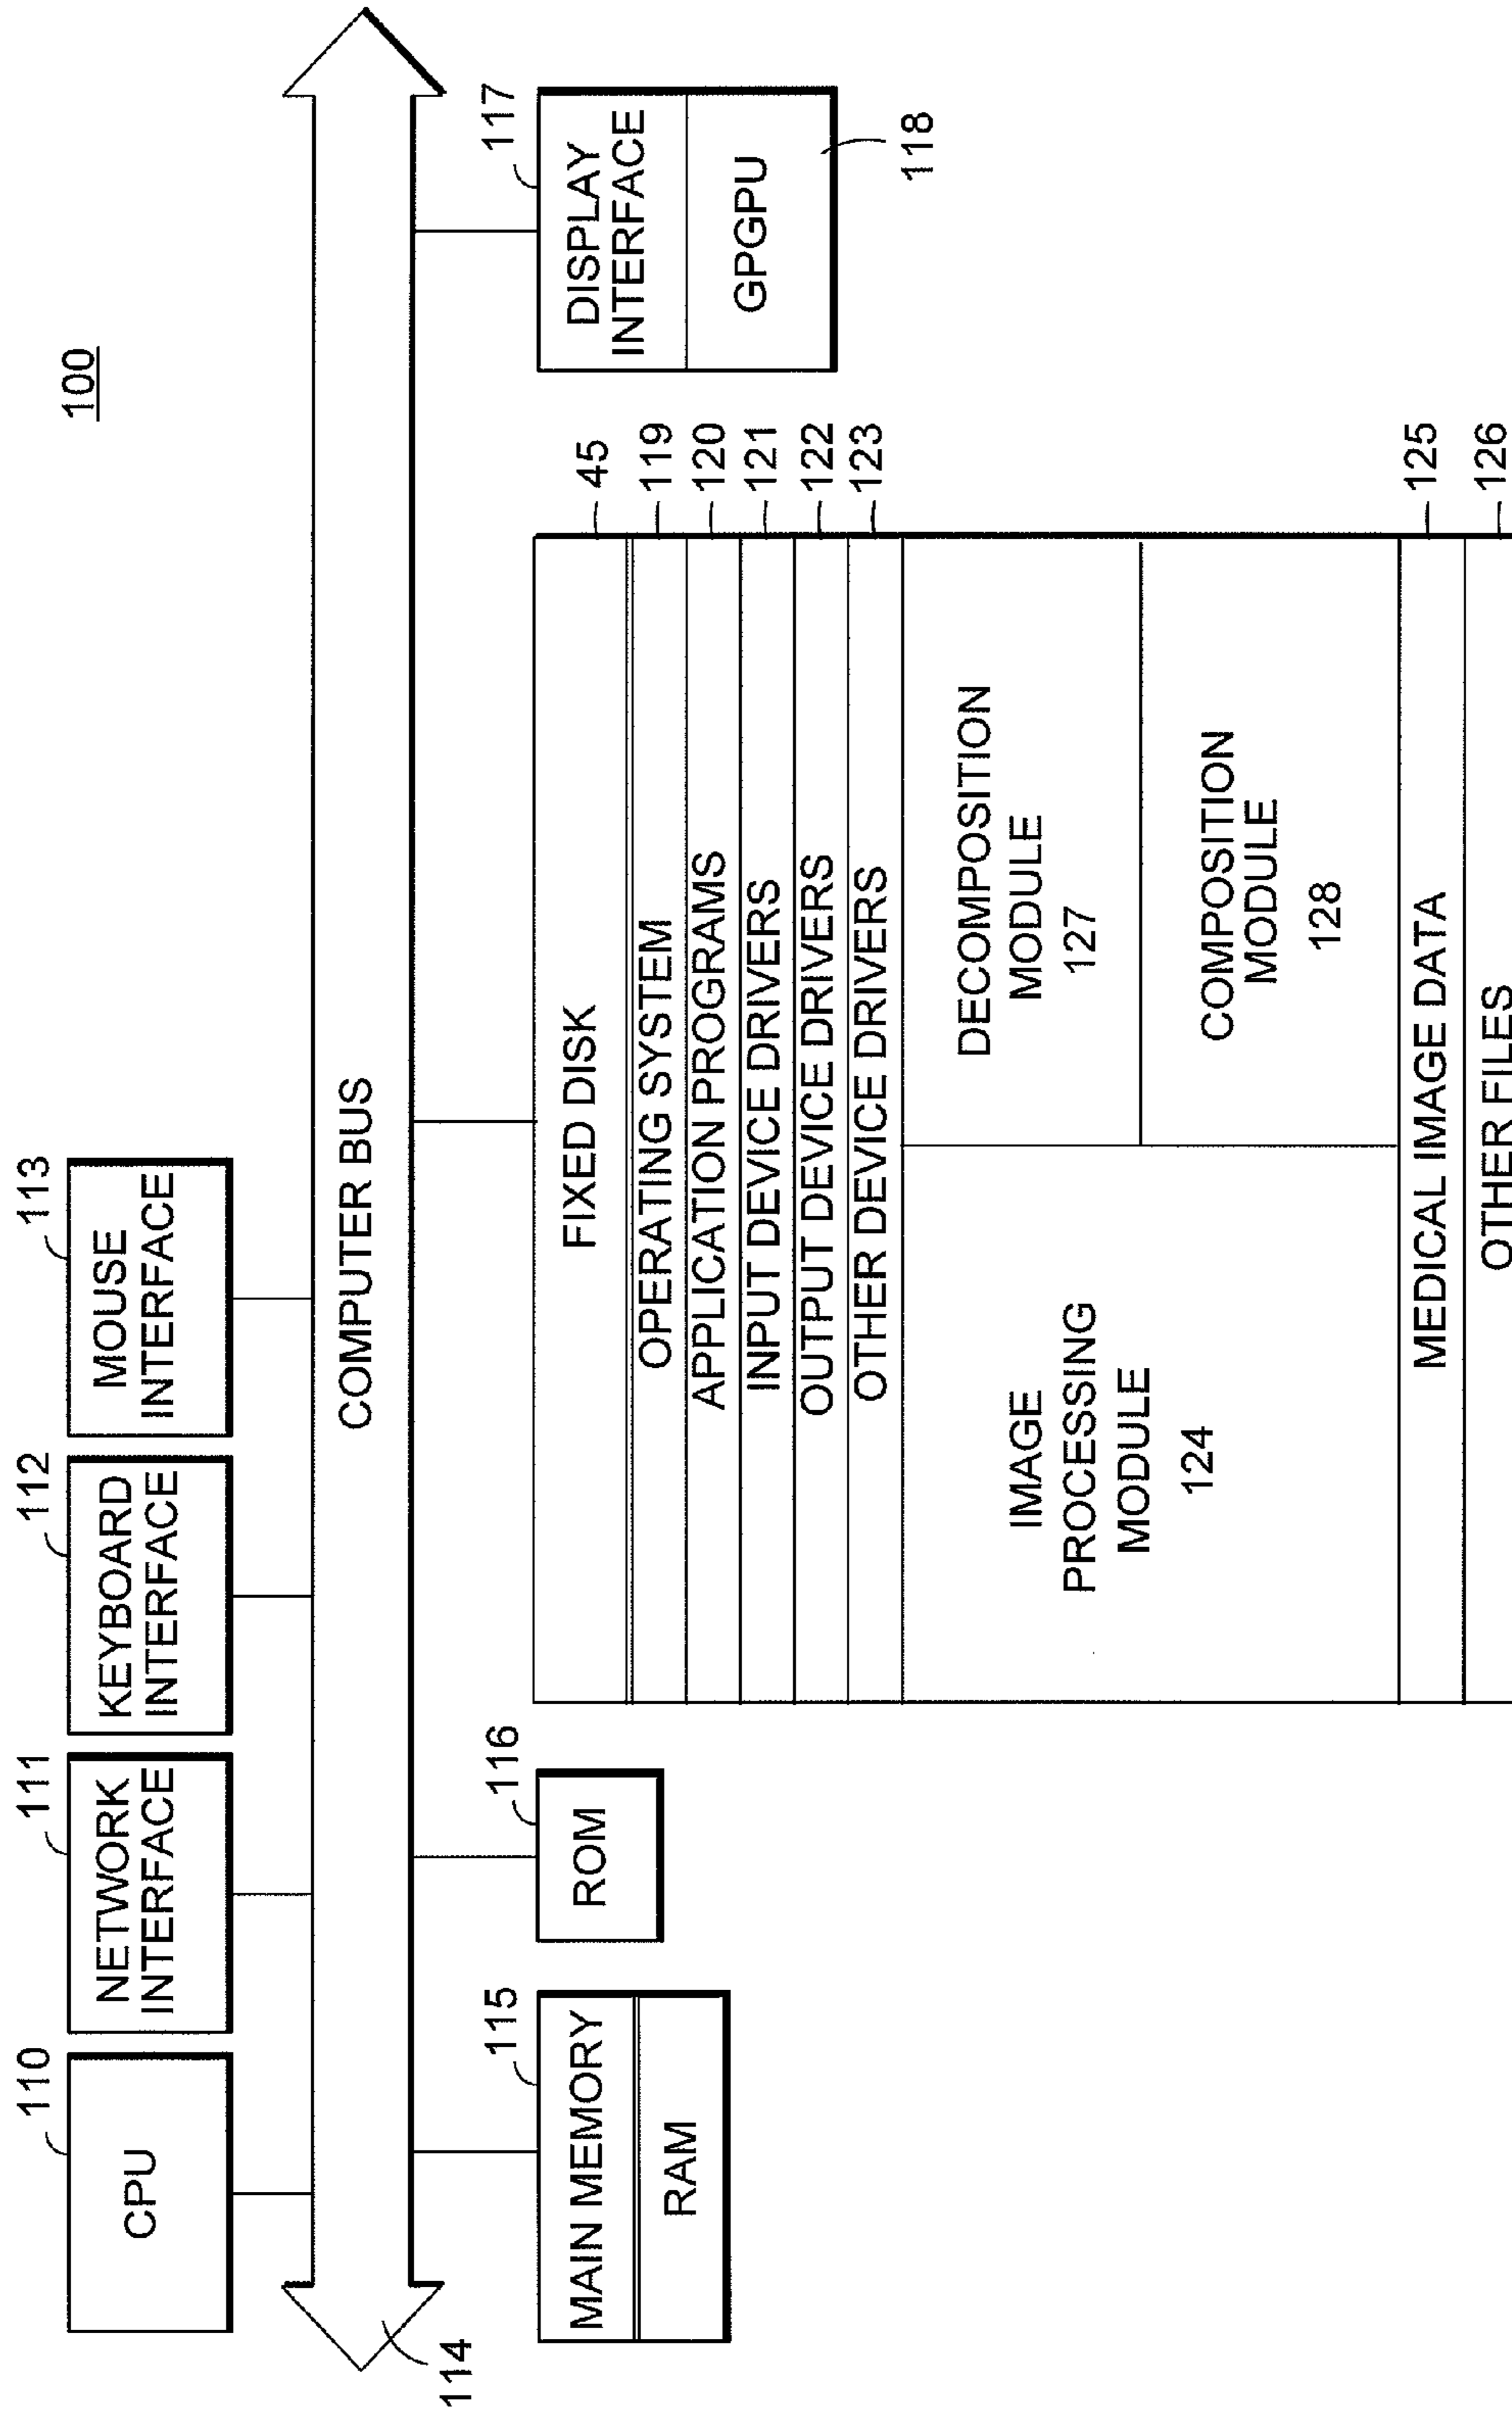 100
110
CPU
111
NETWORK
INTERFACE
112
KEYBOARD
INTERFACE
113
MOUSE
INTERFACE
COMPUTER BUS
114
115
MAIN MEMORY
RAM
116
ROM
FIXED DISK
45
OPERATING SYSTEM
119
APPLICATION PROGRAMS
120
INPUT DEVICE DRIVERS
121
OUTPUT DEVICE DRIVERS
122
OTHER DEVICE DRIVERS
123
IMAGE
PROCESSING
MODULE
124
DECOMPOSITION
MODULE
127
COMPOSITION
MODULE
128
MEDICAL IMAGE DATA
125
OTHER FILES
126
117
DISPLAY
INTERFACE
GPGPU
118